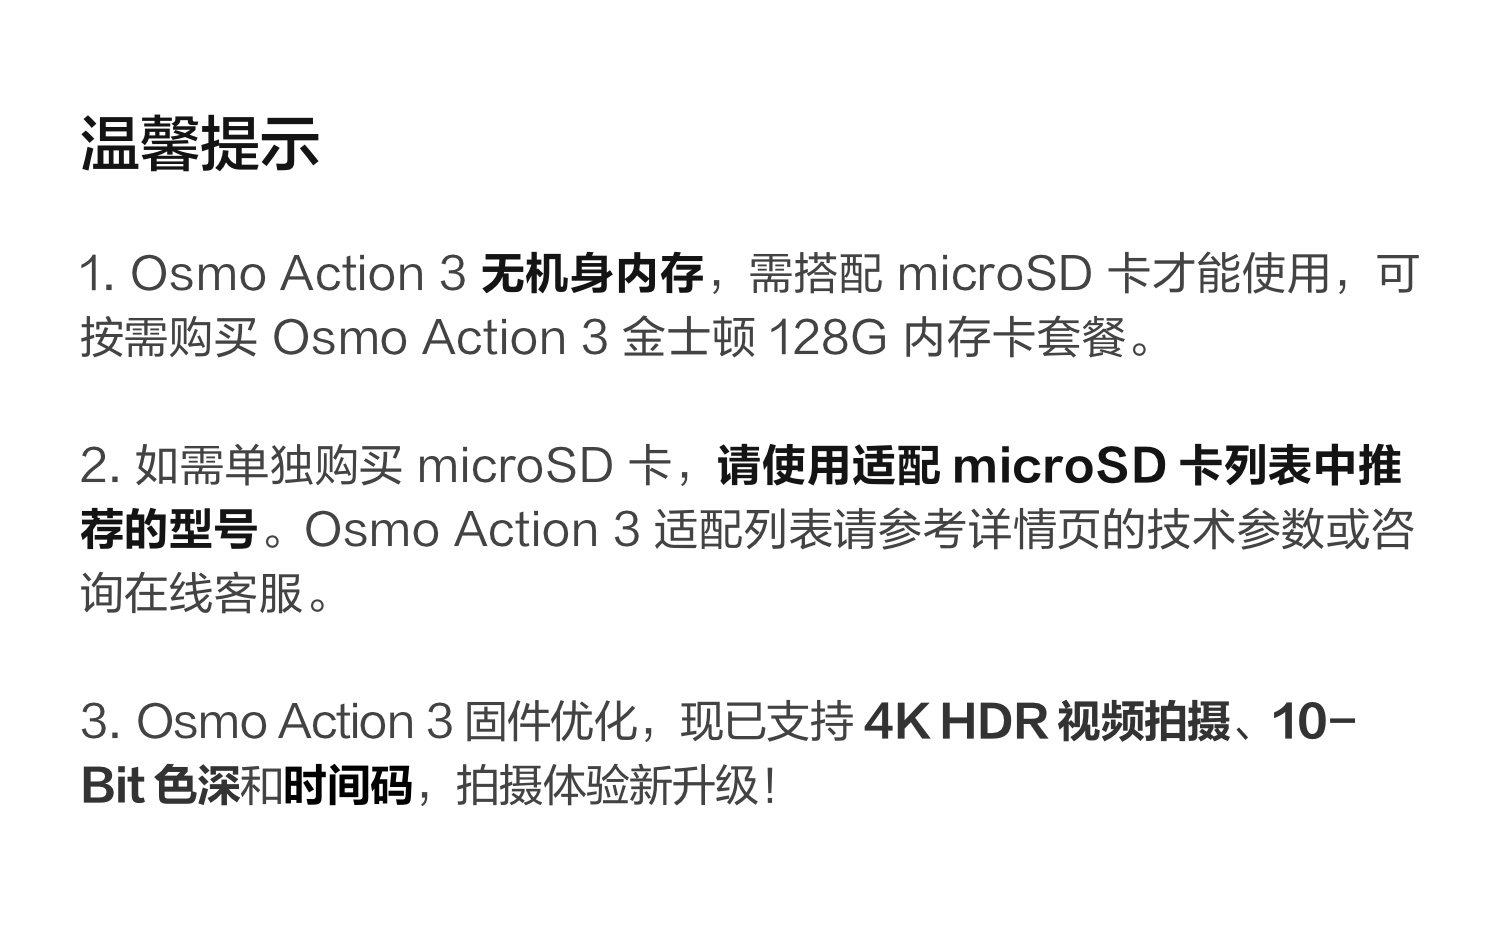 温馨提示
1. Osmo Action 3 无机身内存，需搭配 microSD 卡才能使用，可
按需购买 Osmo Action 3 金士顿 128G 内存卡套餐。
2. 如需单独购买 microSD 卡，请使用适配 microSD 卡列表中推
荐的型号。Osmo Action 3 适配列表请参考详情页的技术参数或咨
询在线客服。
3. Osmo Action 3 固件优化，现已支持 4K HDR 视频拍摄、10-
Bit 色深和时间码，拍摄体验新升级！